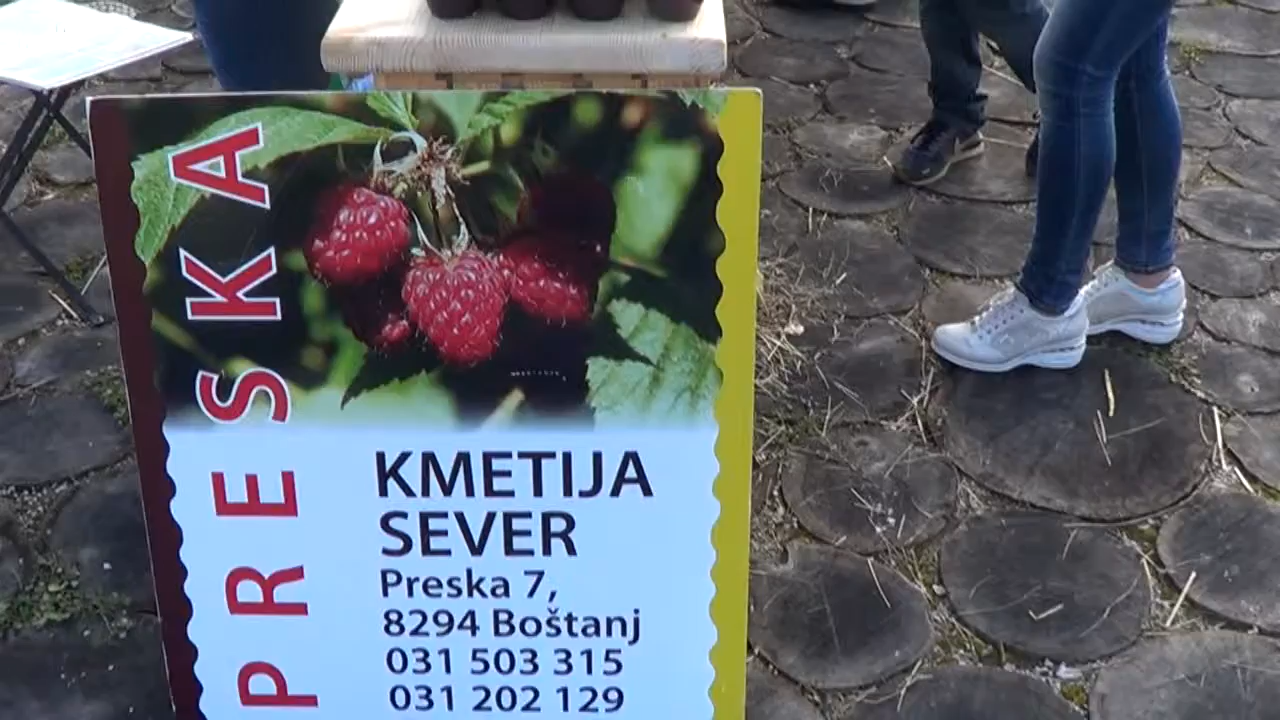 PRESKA
KMETIJA
SEVER
Preska 7,
8294 Boštanj
031 503 315
031 202 129